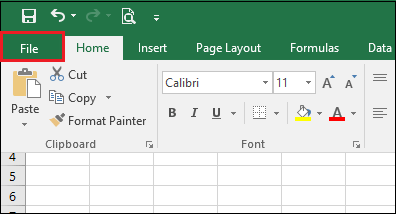 File Home Insert Page Layout Formulas Data
Cut
Calibri 11 A A
Copy
Paste
Format Painter
B I U A
Clipboard Font
4
5
6